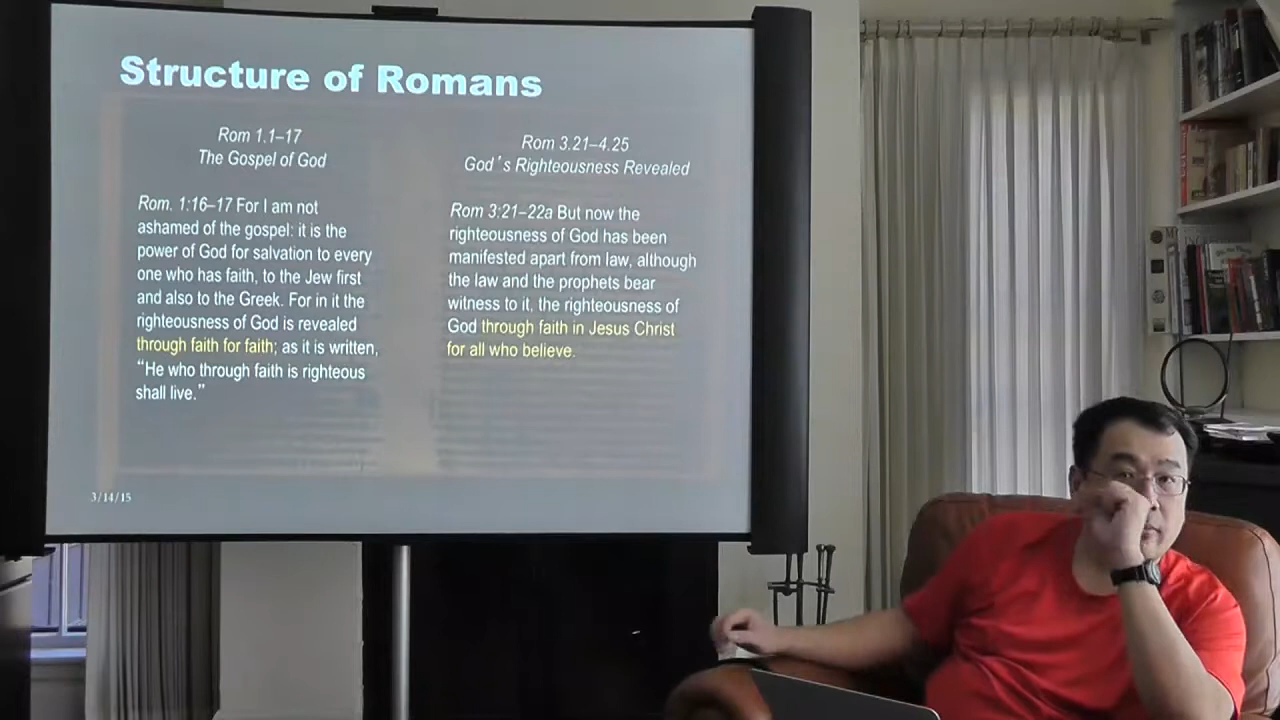 Structure of Romans
Rom 1.1–17
The Gospel of God
Rom. 1:16–17 For I am not
ashamed of the gospel: it is the
power of God for salvation to every
one who has faith, to the Jew first
and also to the Greek. For in it the
righteousness of God is revealed
through faith for faith; as it is written,
“He who through faith is righteous
shall live.”
Rom 3.21–4.25
God’s Righteousness Revealed
Rom 3:21–22a But now the
righteousness of God has been
manifested apart from law, although
the law and the prophets bear
witness to it, the righteousness of
God through faith in Jesus Christ
for all who believe.
3/14/15